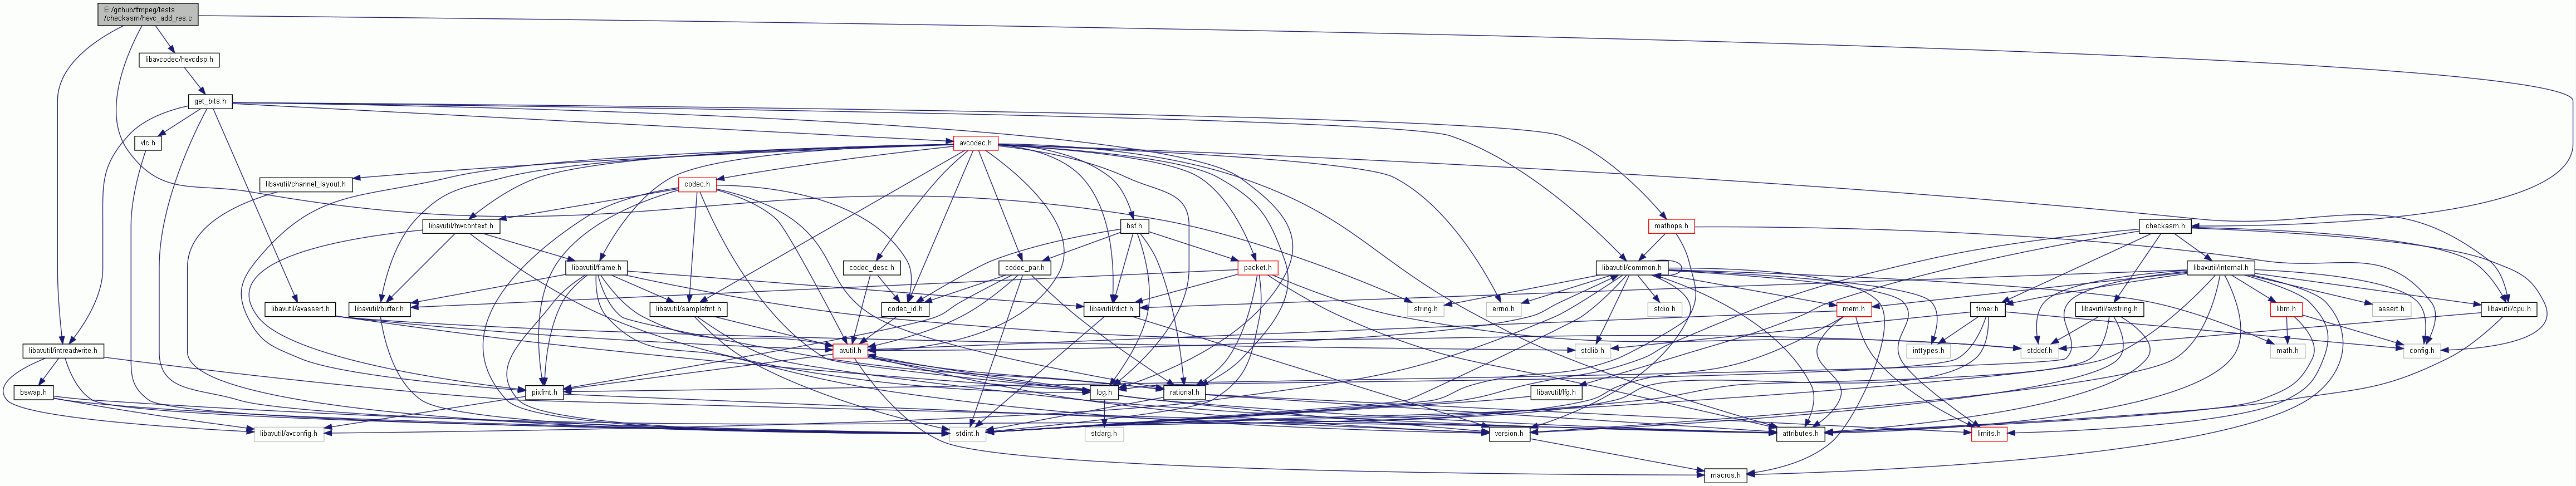 E:/github/ffmpeg/tests
/checkasm/hevc_add_res.c
libavcodec/hevcdsp.h
get_bits.h
vlc.h
avcodec.h
libavutil/channel_layout.h
codec.h
libavutil/hwcontext.h
bsf.h
mathops.h
checkasm.h
libavutil/frame.h
codec_desc.h
codec_par.h
packet.h
libavutil/common.h
libavutil/internal.h
libavutil/avassert.h
libavutil/buffer.h
libavutil/samplefmt.h
codec_id.h
libavutil/dict.h
string.h
errno.h
stdio.h
mem.h
timer.h
libavutil/avstring.h
libm.h
assert.h
libavutil/cpu.h
libavutil/intreadwrite.h
avutil.h
stdlib.h
inttypes.h
stddef.h
math.h
config.h
bswap.h
pixfmt.h
log.h
rational.h
libavutil/lfg.h
libavutil/avconfig.h
stdint.h
stdarg.h
version.h
attributes.h
limits.h
macros.h